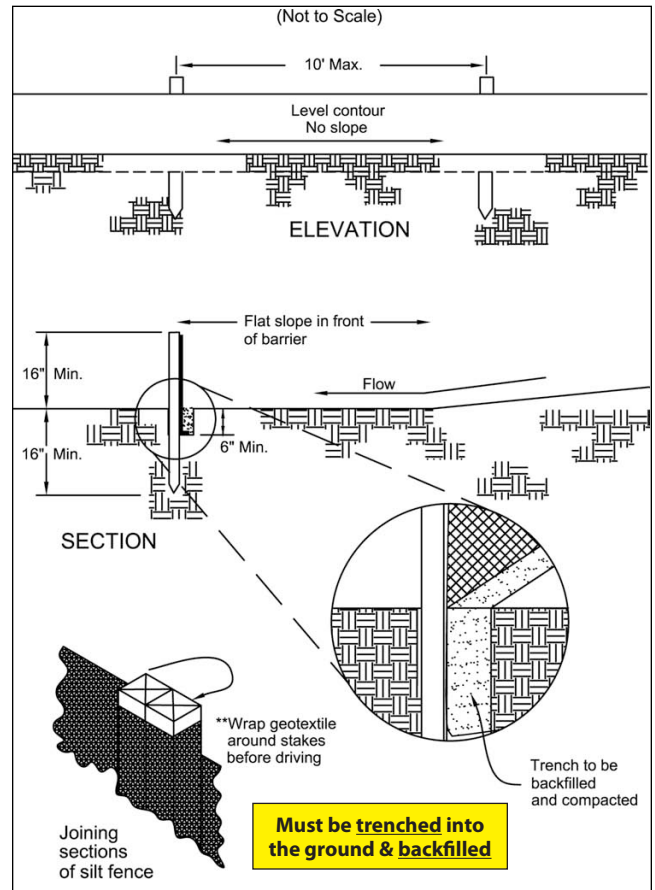 (Not to Scale)
10' Max.
Level contour
No slope
ELEVATION
Flat slope in front
of barrier
16" Min.
Flow
6" Min.
16" Min.
SECTION
**Wrap geotextile
around stakes
before driving
Trench to be
backfilled
and compacted
Joining
sections
of silt fence
Must be trenched into
the ground & backfilled